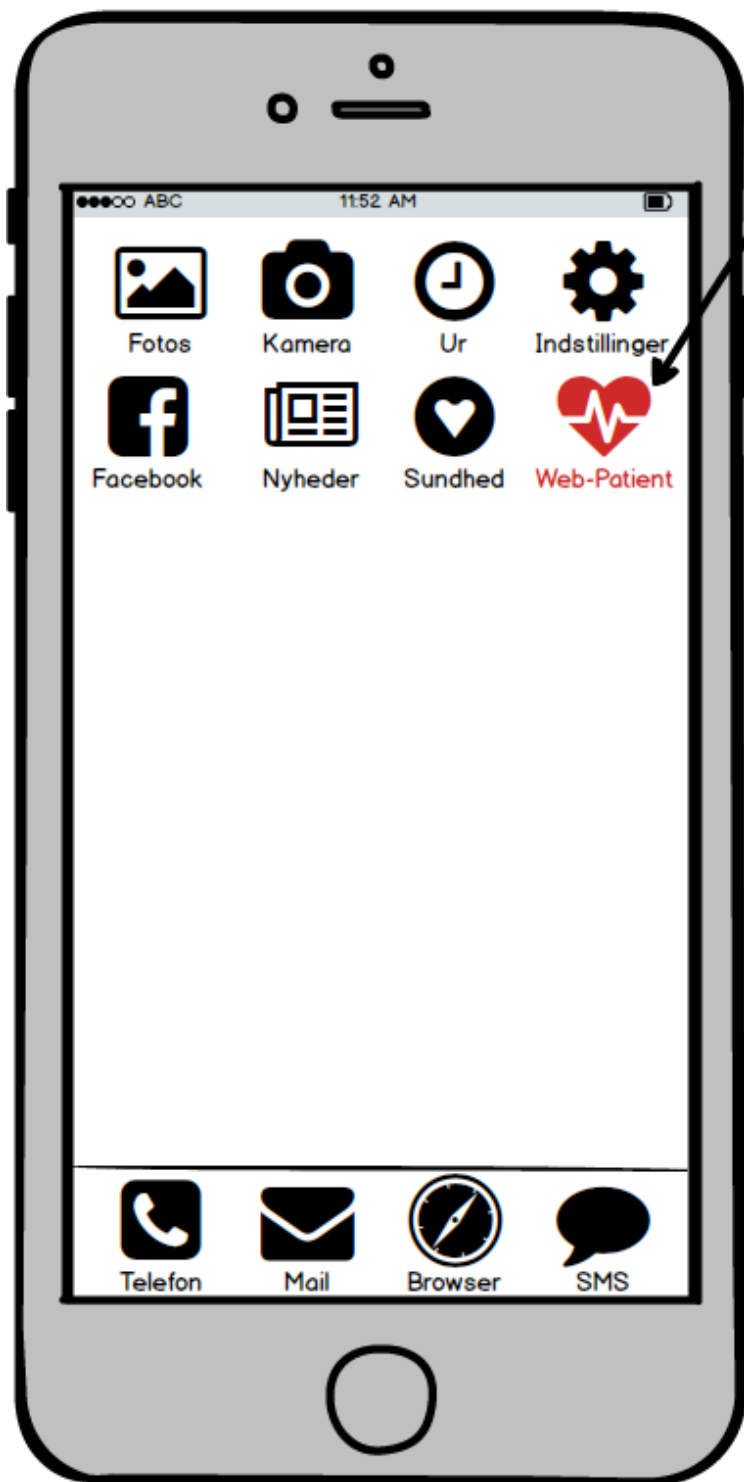 ABC 11:52 AM
Fotos Kamera Ur Indstillinger
Facebook Nyheder Sundhed Web-Patient
Telefon Mail Browser SMS